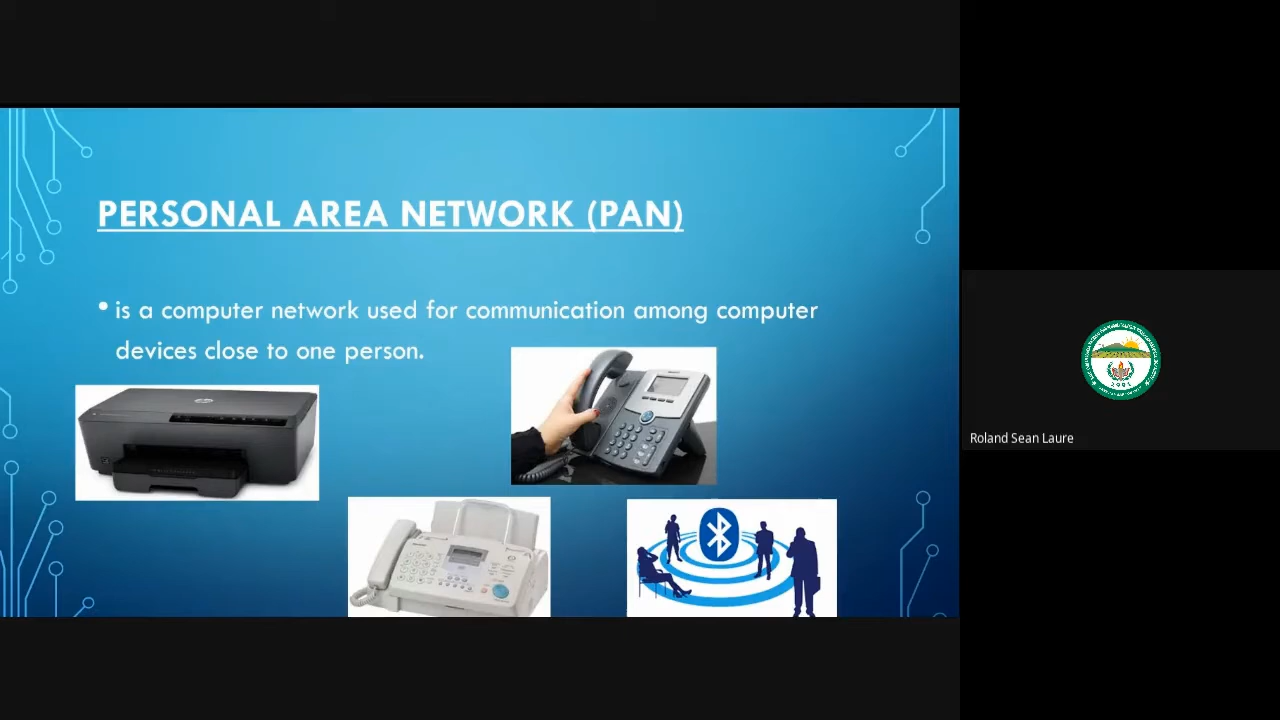 PERSONAL AREA NETWORK (PAN)
• is a computer network used for communication among computer
devices close to one person.
Roland Sean Laure